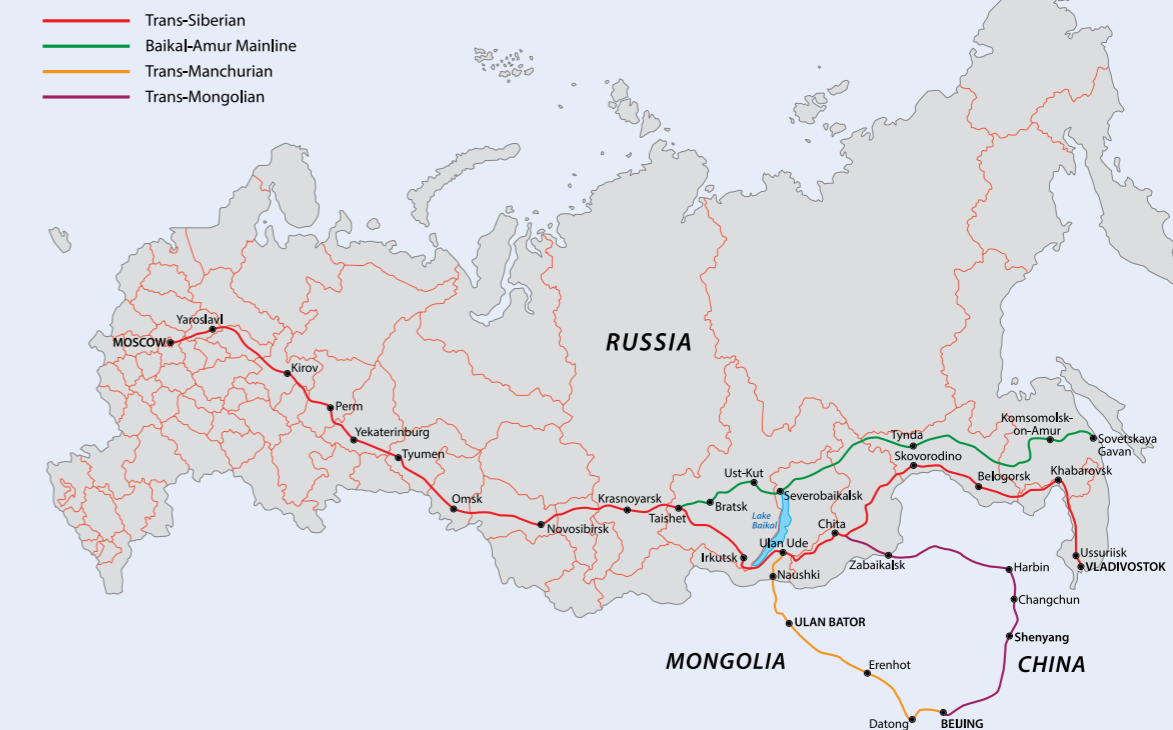 Trans-Siberian
Baikal-Amur Mainline
Trans-Manchurian
Trans-Mongolian
RUSSIA
MONGOLIA
CHINA
Yaroslavl
MOSCOW
Kirov
Perm
Yekaterinburg
Tyumen
Omsk
Novosibirsk
Krasnoyarsk
Taishet
Bratsk
Ust-Kut
Severobaikalsk
Lake
Baikal
Irkutsk
Ulan Ude
Naushki
Chita
Zabaikalsk
Tynda
Skovorodino
Belogorsk
Komsomolsk-
on-Amur
Sovetskaya
Gavan
Khabarovsk
Ussuriisk
VLADIVOSTOK
Harbin
Changchun
Shenyang
ULAN BATOR
Erenhot
Datong
BEIJING